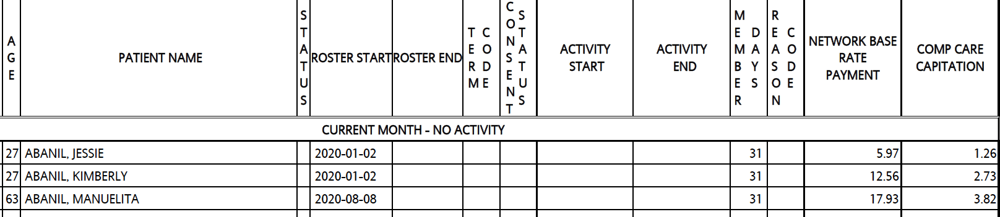 AGE PATIENT NAME STATUS ROSTER START ROSTER END TERM CODE CONSENT STATUS ACTIVITY START ACTIVITY END MEMBER DAYS REASON CODE NETWORK BASE RATE PAYMENT COMP CARE CAPITATION
CURRENT MONTH - NO ACTIVITY
27 ABANIL, JESSIE 2020-01-02 31 5.97 1.26
27 ABANIL, KIMBERLY 2020-01-02 31 12.56 2.73
63 ABANIL, MANUELITA 2020-08-08 31 17.93 3.82